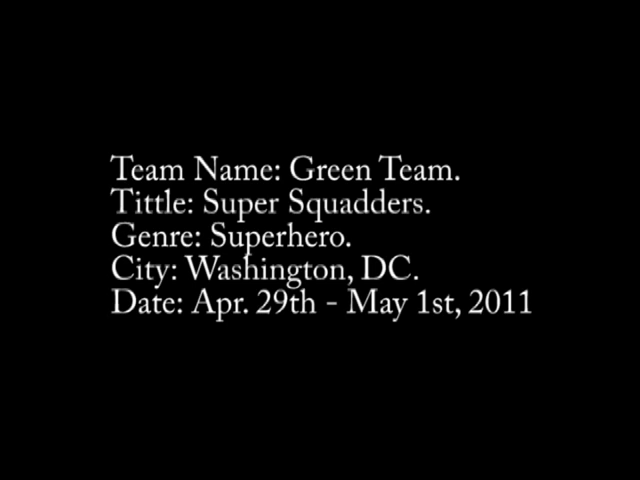 Team Name: Green Team.
Tittle: Super Squadders.
Genre: Superhero.
City: Washington, DC.
Date: Apr. 29th - May 1st, 2011